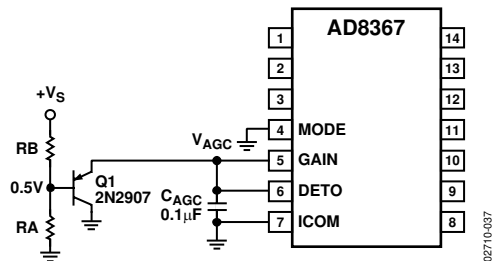 AD8367
1
2
3
4 MODE
5 GAIN
6 DETO
7 ICOM
14
13
12
11
10
9
8
+VS
RB
0.5V
RA
Q1
2N2907
VAGC
CAGC
0.1μF
02710-037